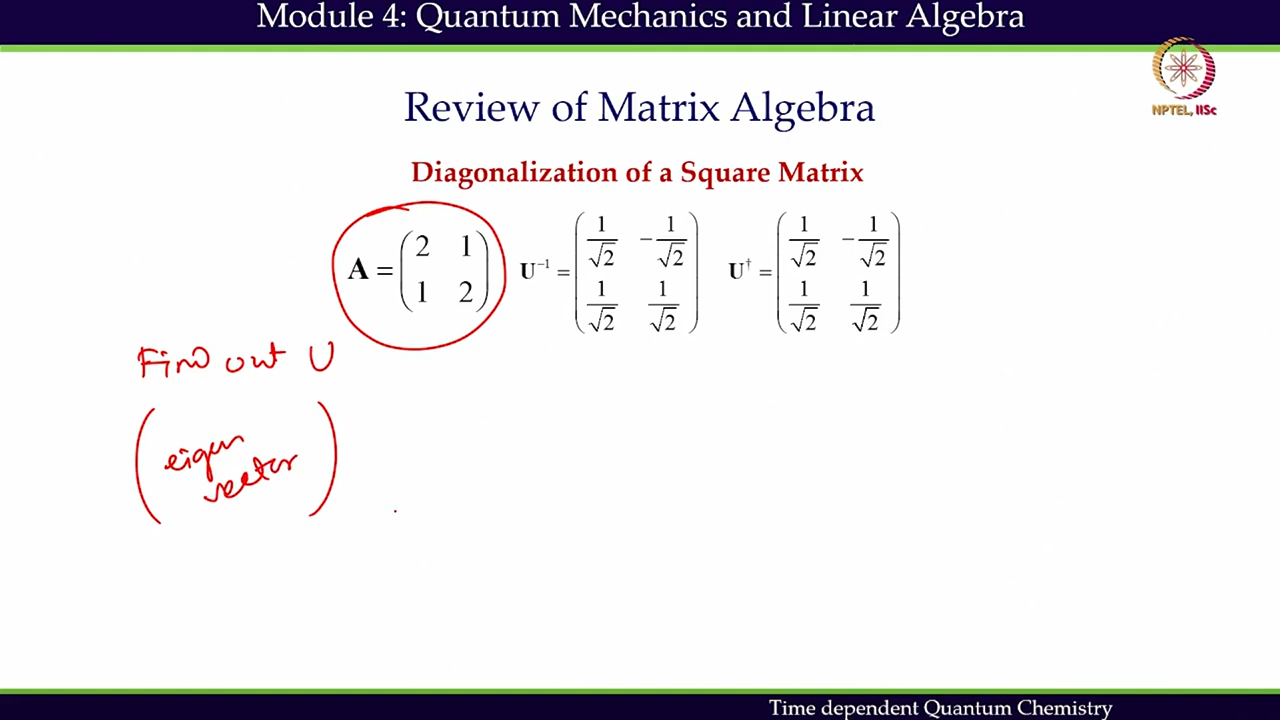 Module 4: Quantum Mechanics and Linear Algebra
NPTEL, IISc
Review of Matrix Algebra
Diagonalization of a Square Matrix
A = (2 1; 1 2) U⁻¹ = (1/√2 −1/√2; 1/√2 1/√2) U† = (1/√2 −1/√2; 1/√2 1/√2)
Find out U
(eigen
vector)
Time dependent Quantum Chemistry